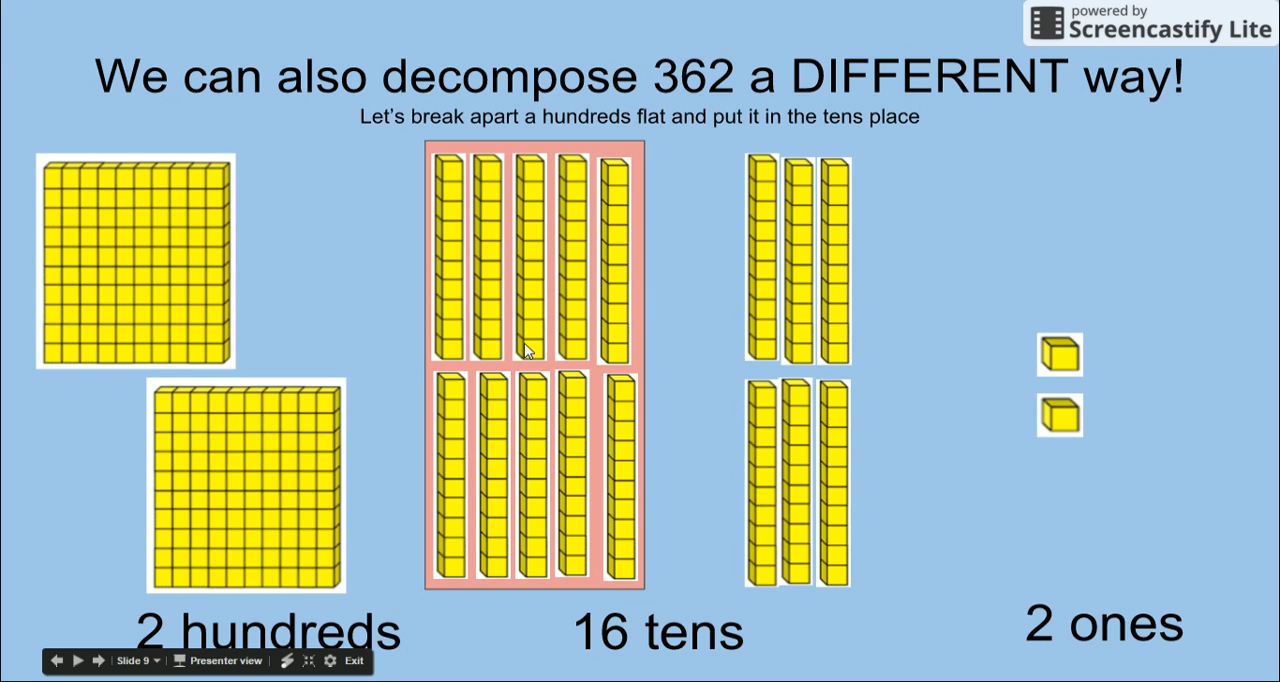 powered by
Screencastify Lite
We can also decompose 362 a DIFFERENT way!
Let's break apart a hundreds flat and put it in the tens place
2 hundreds
16 tens
2 ones
Slide 9
Presenter view
Exit